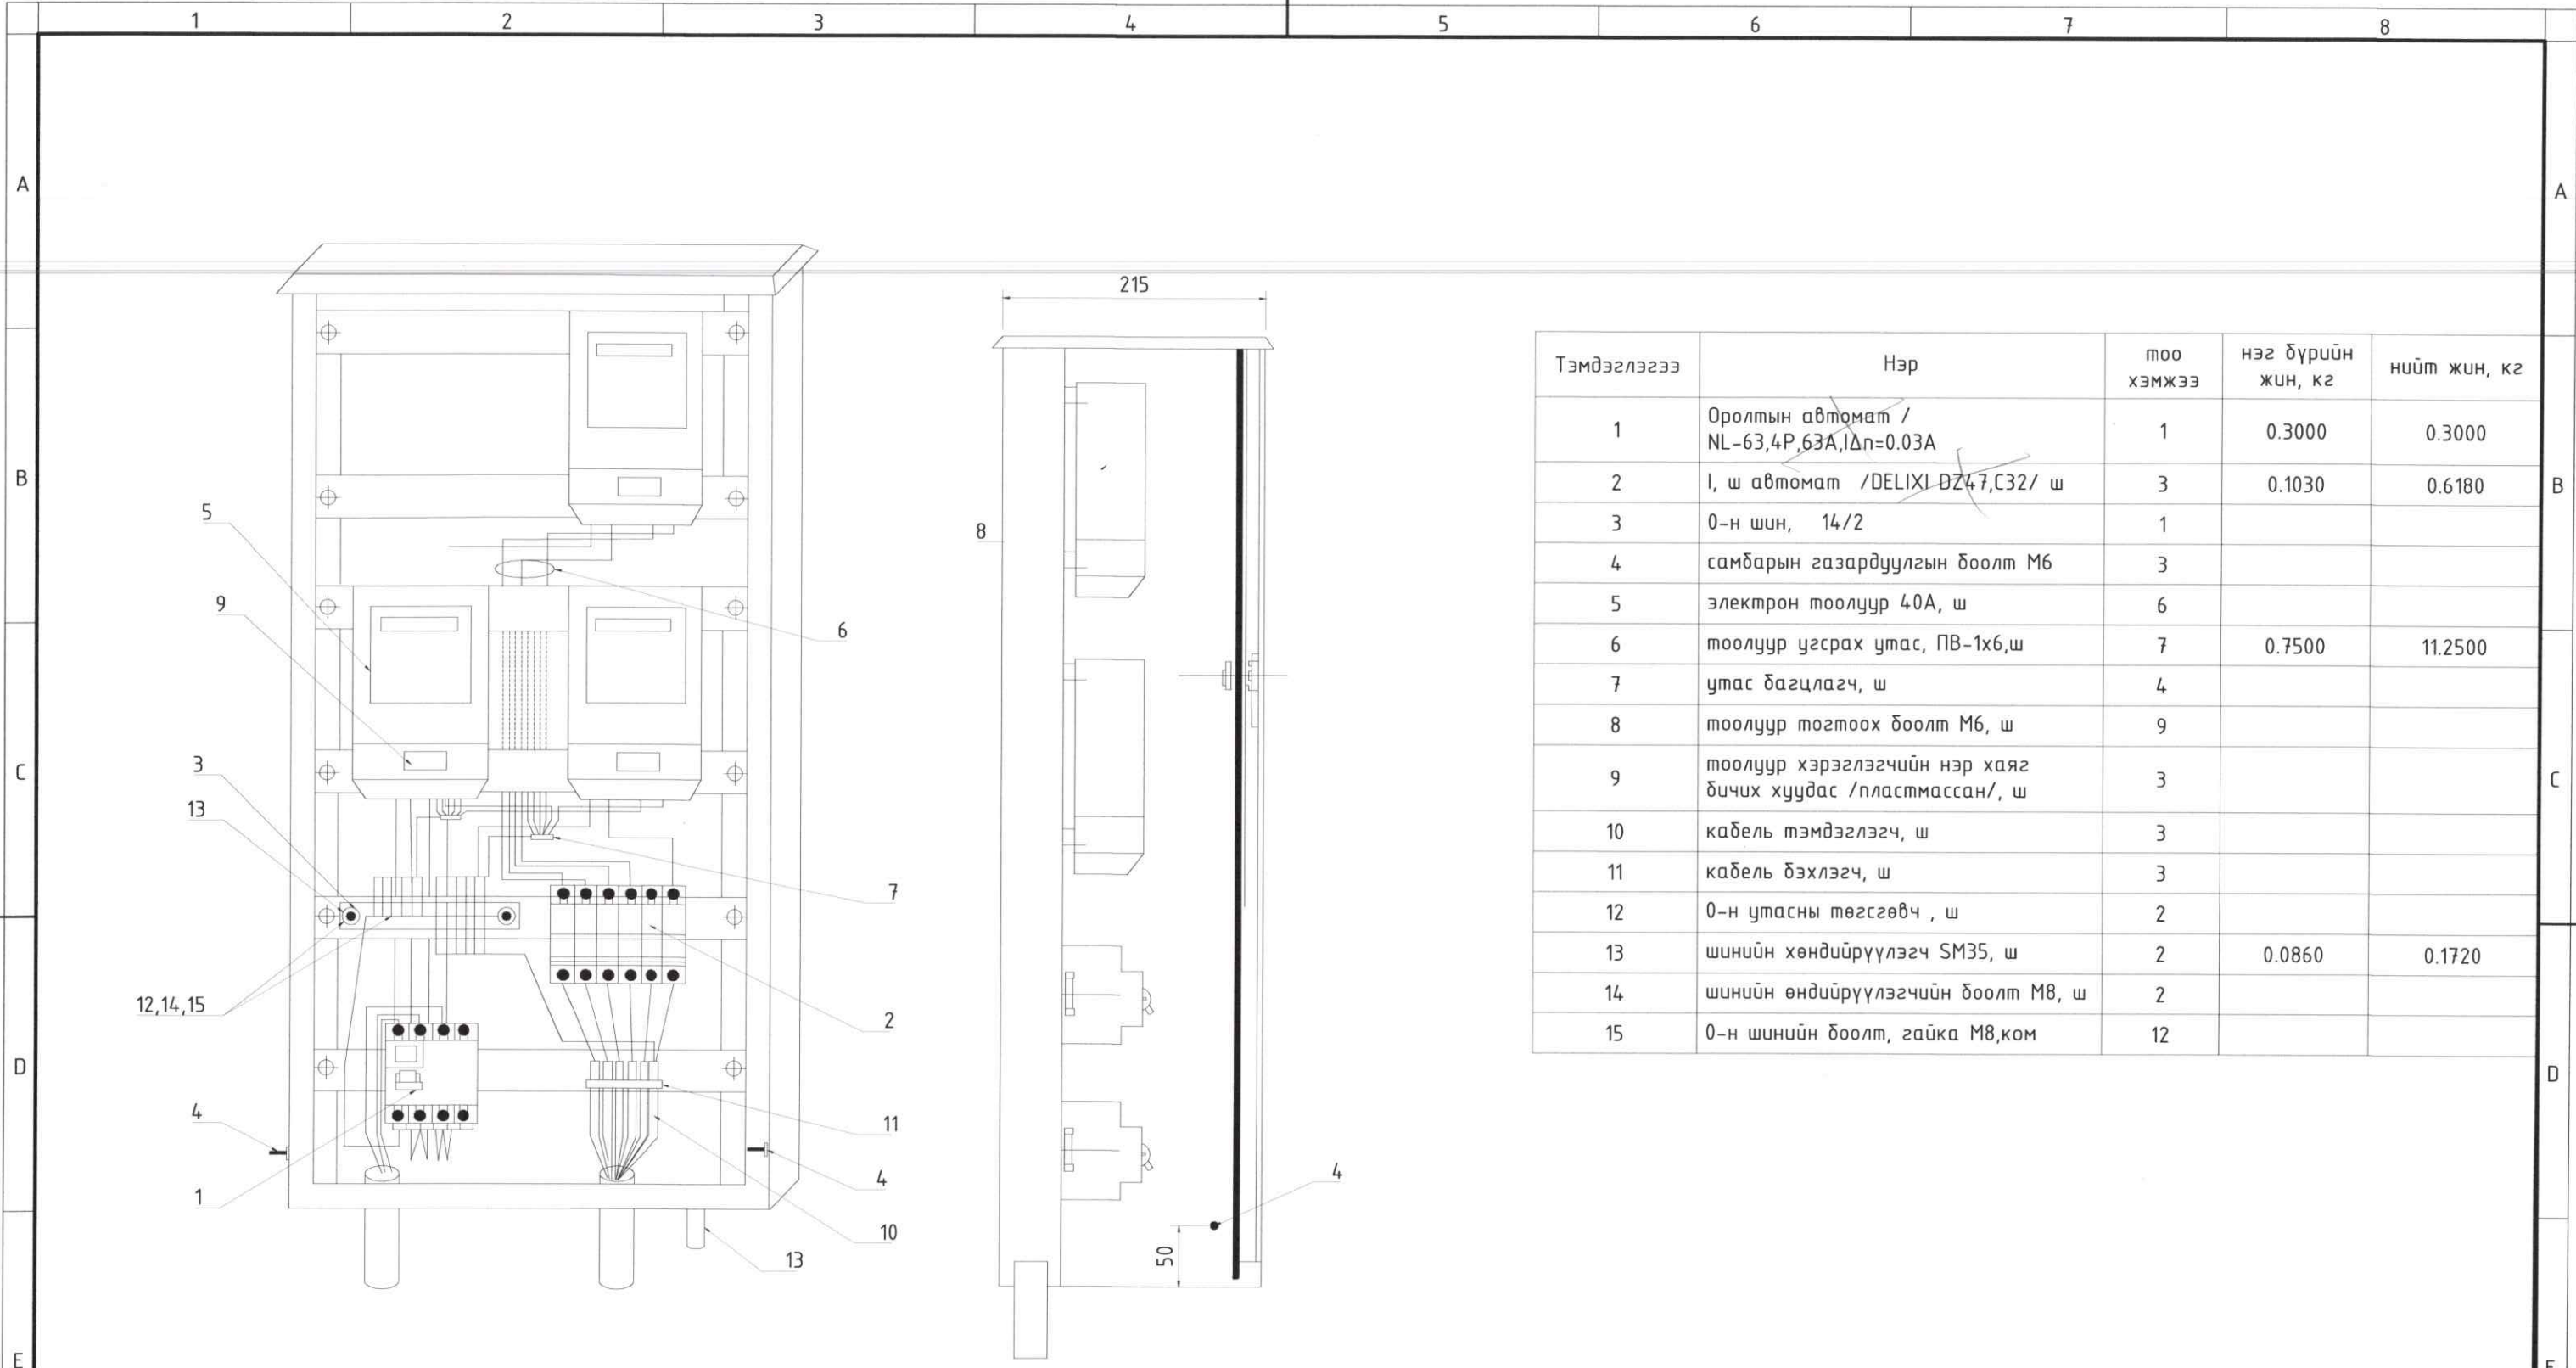 1 2 3 4 5 6 7 8
A
B
C
D
E
A
B
C
D
5
9
3
13
12,14,15
4
1
6
7
2
11
4
10
13
215
8
4
50
Тэмдэглэгээ Нэр тоо хэмжээ нэг бүрийн жин, кг нийт жин, кг
1 Оролтын автомат / NL-63,4P,63A,IΔn=0.03A 1 0.3000 0.3000
2 I, ш автомат /DELIXI DZ47,C32/ ш 3 0.1030 0.6180
3 0-н шин, 14/2 1
4 самбарын газардуулгын боолт М6 3
5 электрон тоолуур 40А, ш 6
6 тоолуур угсрах утас, ПВ-1х6,ш 7 0.7500 11.2500
7 утас багцлагч, ш 4
8 тоолуур тогтоох боолт М6, ш 9
9 тоолуур хэрэглэгчийн нэр хаяг бичих хуудас /пластмассан/, ш 3
10 кабель тэмдэглэгч, ш 3
11 кабель бэхлэгч, ш 3
12 0-н утасны төгсгөвч , ш 2
13 шинийн хөндийрүүлэгч SM35, ш 2 0.0860 0.1720
14 шинийн өндийрүүлэгчийн боолт М8, ш 2
15 0-н шинийн боолт, гайка М8,ком 12